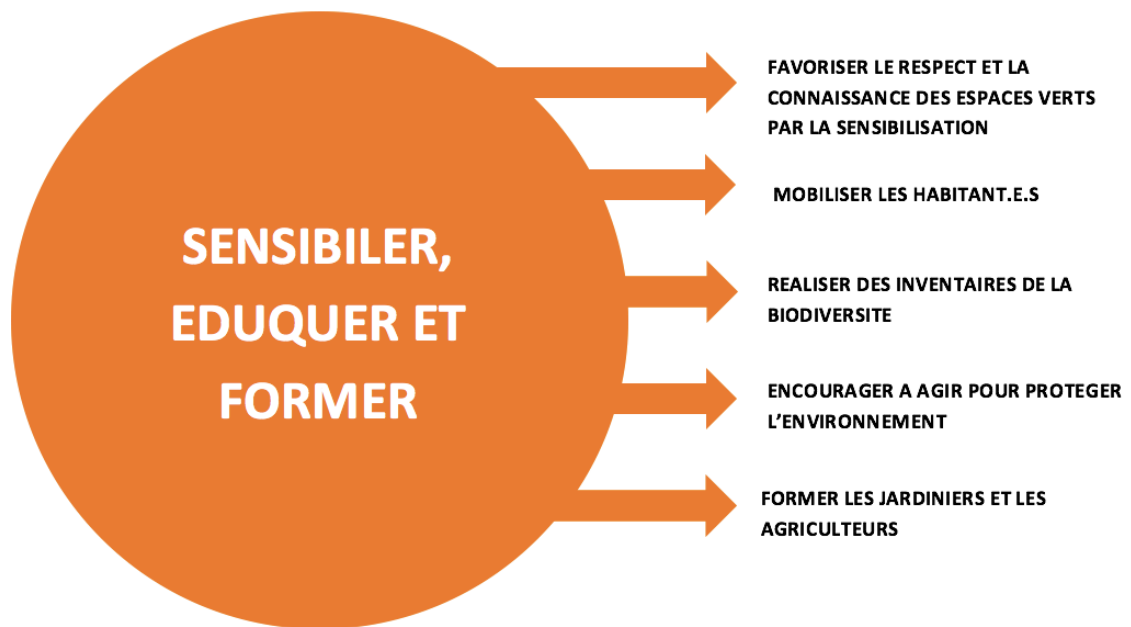 SENSIBILER,
EDUQUER ET
FORMER
FAVORISER LE RESPECT ET LA
CONNAISSANCE DES ESPACES VERTS
PAR LA SENSIBILISATION
MOBILISER LES HABITANT.E.S
REALISER DES INVENTAIRES DE LA
BIODIVERSITE
ENCOURAGER A AGIR POUR PROTEGER
L’ENVIRONNEMENT
FORMER LES JARDINIERS ET LES
AGRICULTEURS